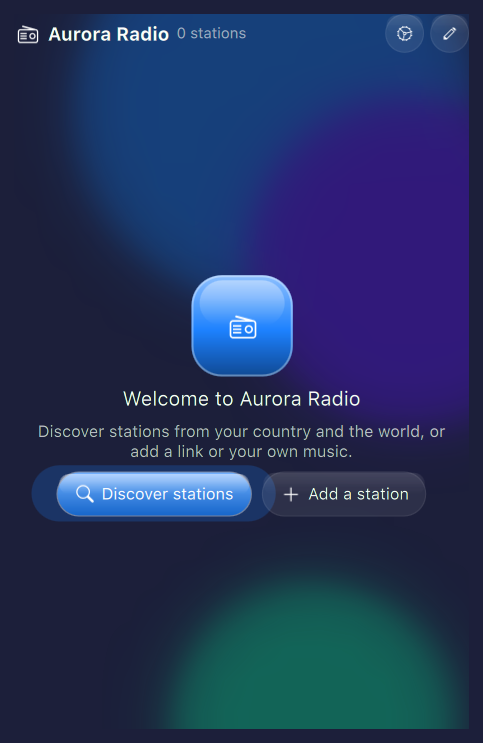 Aurora Radio 0 stations
Welcome to Aurora Radio
Discover stations from your country and the world, or
add a link or your own music.
Discover stations
Add a station